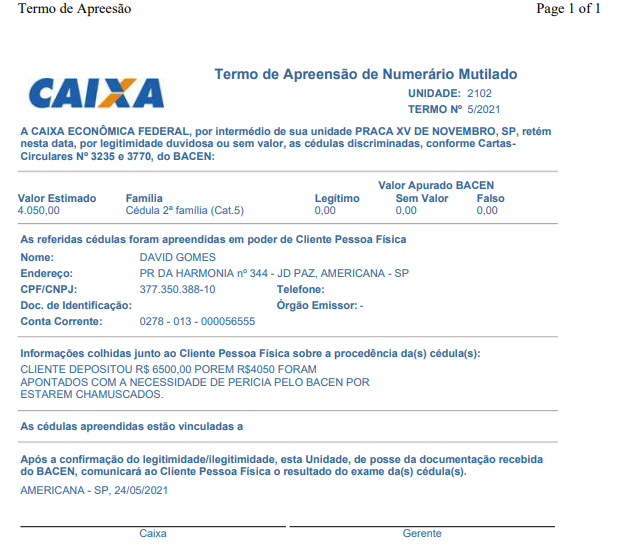 Termo de Apreesão Page 1 of 1
CAIXA
Termo de Apreensão de Numerário Mutilado
UNIDADE: 2102
TERMO Nº 5/2021
A CAIXA ECONÔMICA FEDERAL, por intermédio de sua unidade PRACA XV DE NOVEMBRO, SP, retém
nesta data, por legitimidade duvidosa ou sem valor, as cédulas discriminadas, conforme Cartas-
Circulares Nº 3235 e 3770, do BACEN:
Valor Apurado BACEN
Valor Estimado Família Legítimo Sem Valor Falso
4.050,00 Cédula 2ª família (Cat.5) 0,00 0,00 0,00
As referidas cédulas foram apreendidas em poder de Cliente Pessoa Física
Nome: DAVID GOMES
Endereço: PR DA HARMONIA nº 344 - JD PAZ, AMERICANA - SP
CPF/CNPJ: 377.350.388-10 Telefone:
Doc. de Identificação: Órgão Emissor: -
Conta Corrente: 0278 - 013 - 000056555
Informações colhidas junto ao Cliente Pessoa Física sobre a procedência da(s) cédula(s):
CLIENTE DEPOSITOU R$ 6500,00 POREM R$4050 FORAM
APONTADOS COM A NECESSIDADE DE PERICIA PELO BACEN POR
ESTAREM CHAMUSCADOS.
As cédulas apreendidas estão vinculadas a
Após a confirmação do legitimidade/ilegitimidade, esta Unidade, de posse da documentação recebida
do BACEN, comunicará ao Cliente Pessoa Física o resultado do exame da(s) cédula(s).
AMERICANA - SP, 24/05/2021
Caixa Gerente